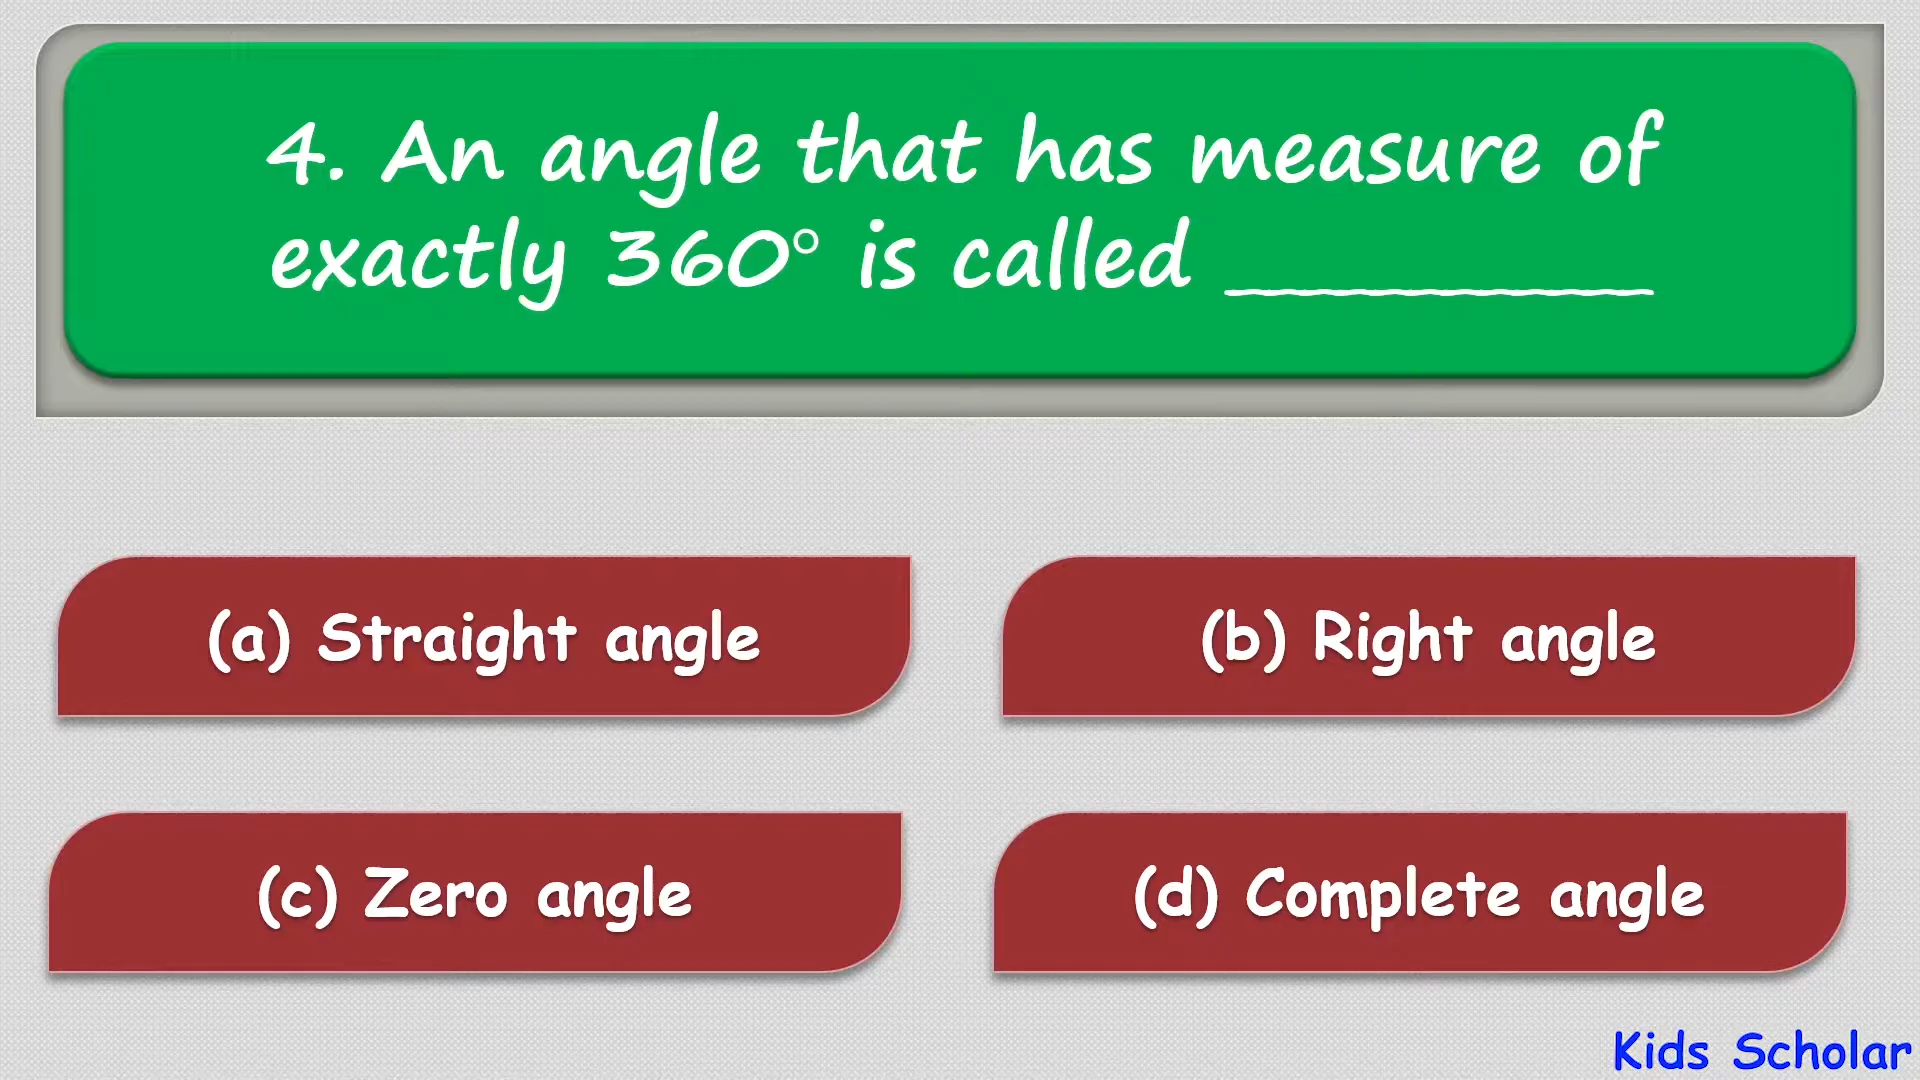 4. An angle that has measure of
exactly 360° is called ____________
(a) Straight angle
(b) Right angle
(c) Zero angle
(d) Complete angle
Kids Scholar